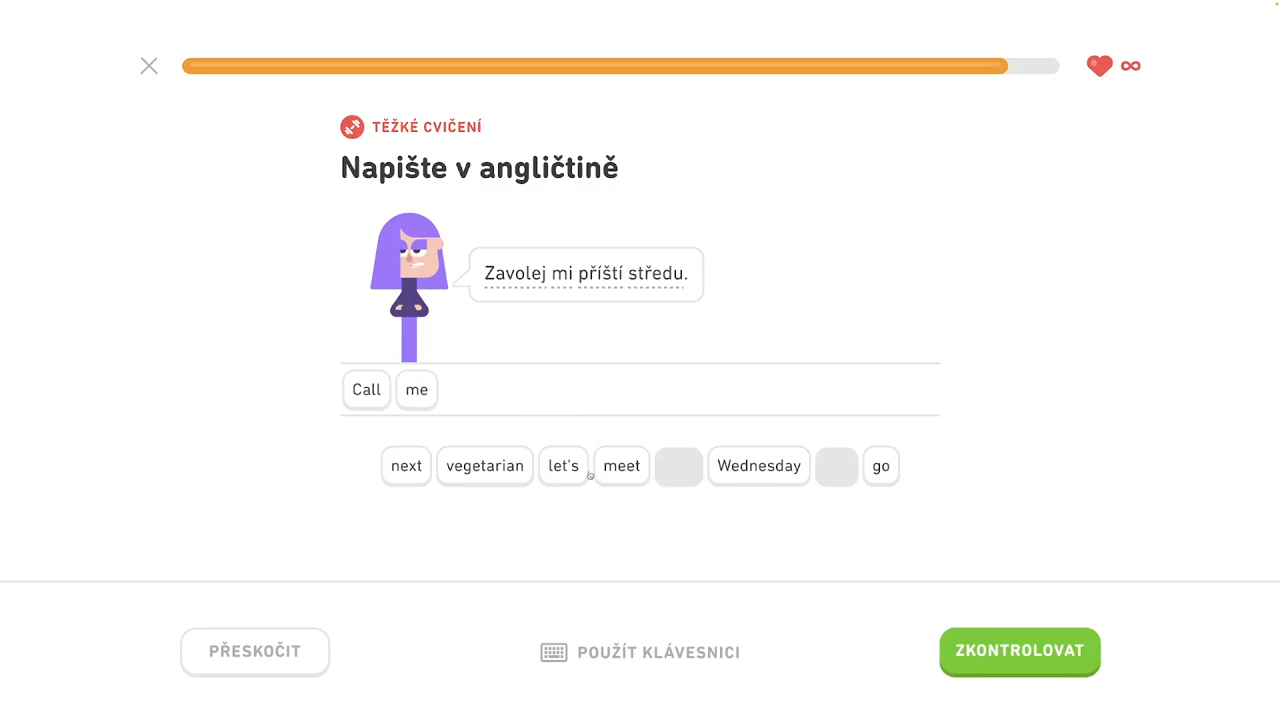 TĚŽKÉ CVIČENÍ
Napište v angličtině
Zavolej mi příští středu.
Call me
next vegetarian let's meet Wednesday go
PŘESKOČIT POUŽÍT KLÁVESNICI ZKONTROLOVAT